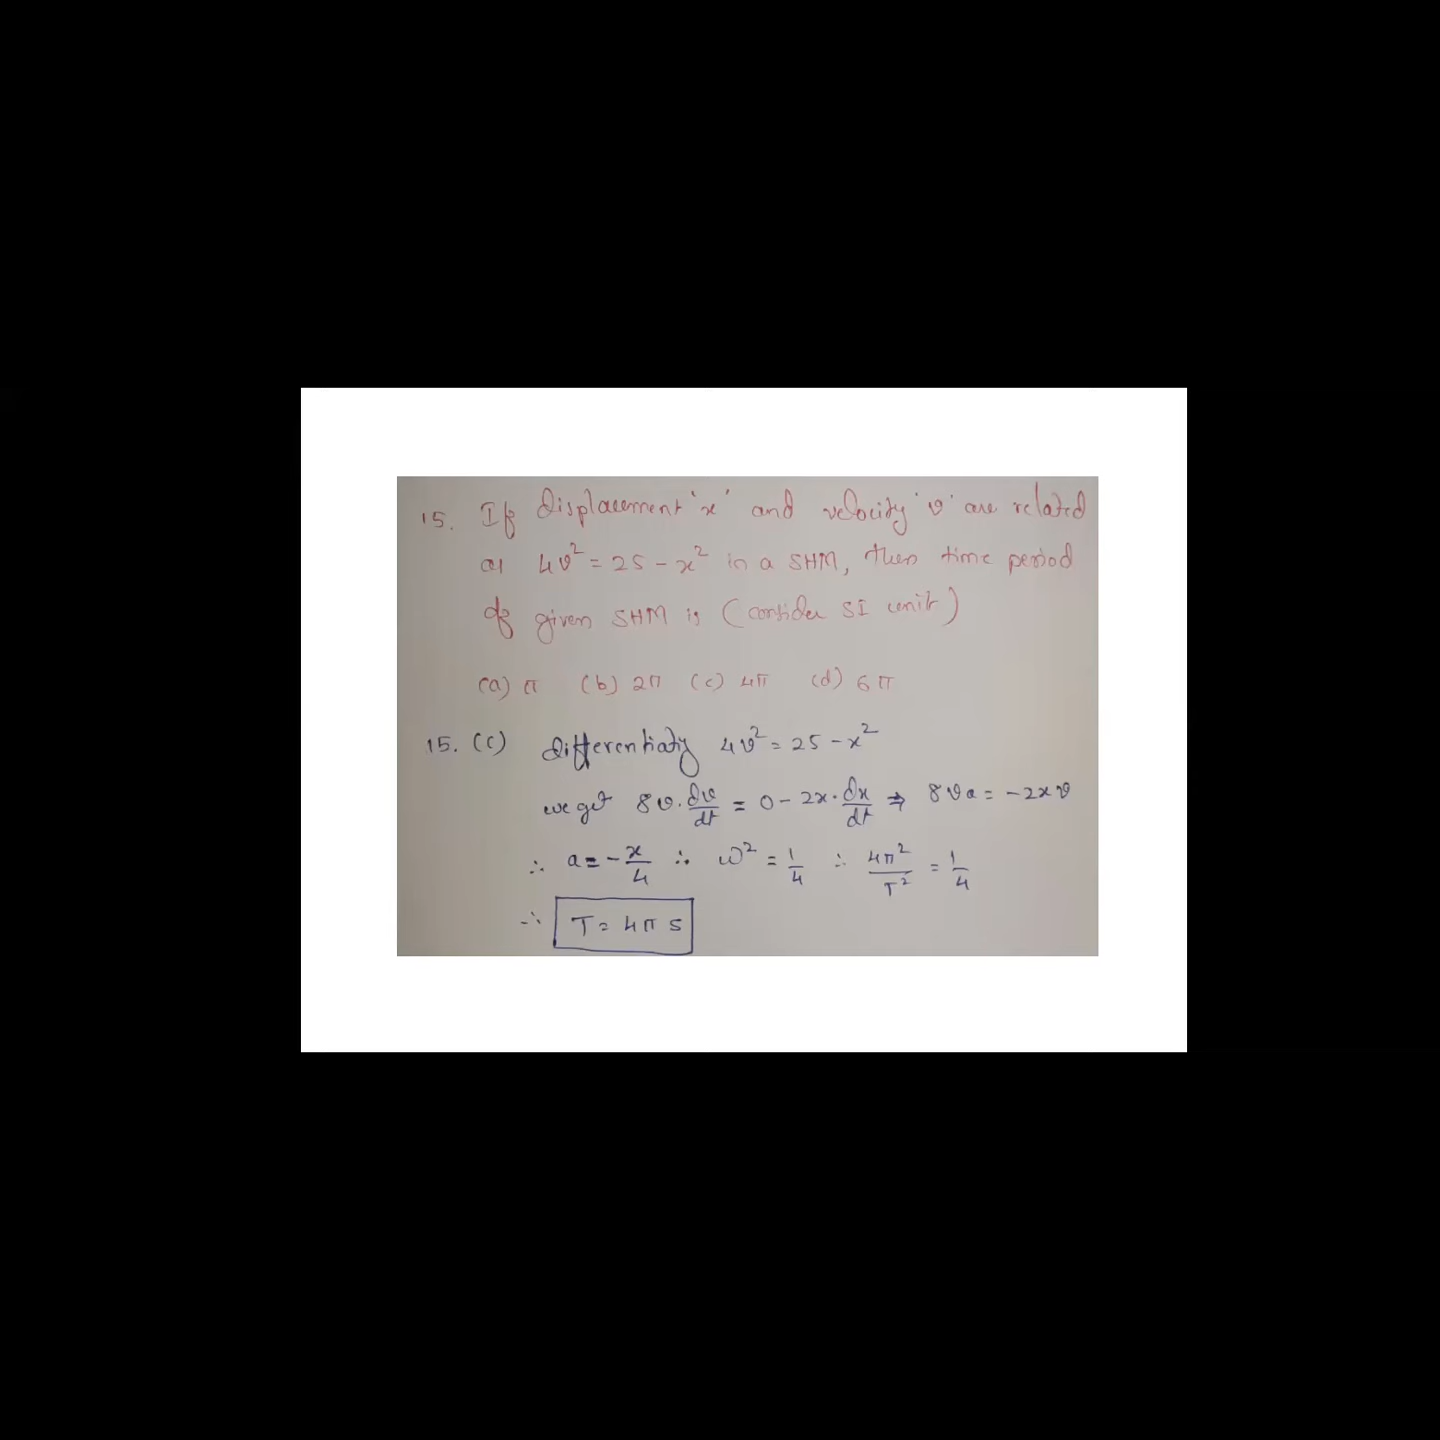 15. If displacement 'x' and velocity 'v' are related
as 4v² = 25 - x² in a SHM, then time period
of given SHM is (consider SI unit)
(a) π (b) 2π (c) 4π (d) 6π
15. (c) differentiatig 4v² = 25 - x²
we get 8v·dv/dt = 0 - 2x·dx/dt ⇒ 8va = -2xv
∴ a = -x/4 ∴ ω² = 1/4 ∴ 4π²/T² = 1/4
∴ T = 4π s